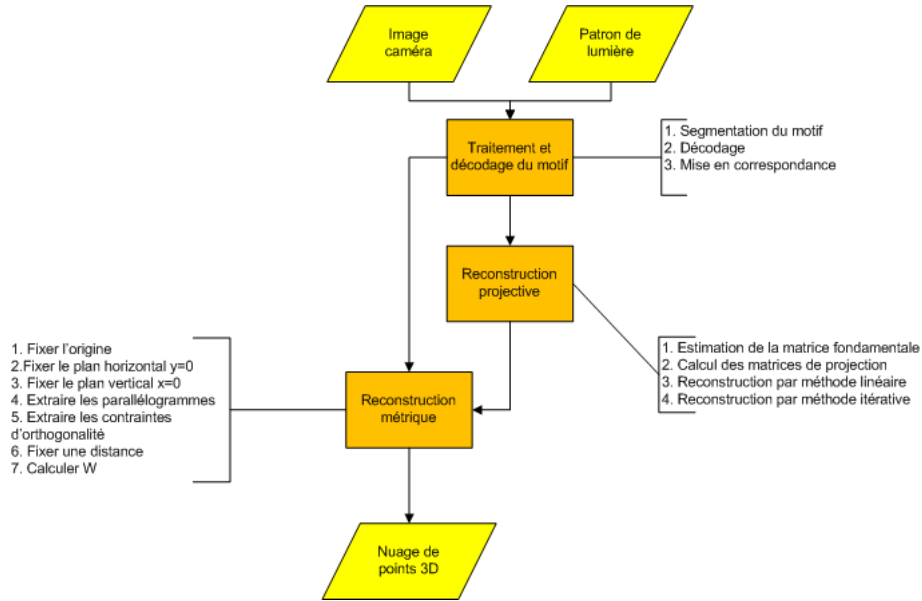 Image
caméra
Patron de
lumière
Traitement et
décodage du motif
1. Segmentation du motif
2. Décodage
3. Mise en correspondance
Reconstruction
projective
1. Estimation de la matrice fondamentale
2. Calcul des matrices de projection
3. Reconstruction par méthode linéaire
4. Reconstruction par méthode itérative
1. Fixer l'origine
2.Fixer le plan horizontal y=0
3. Fixer le plan vertical x=0
4. Extraire les parallélogrammes
5. Extraire les contraintes
d'orthogonalité
6. Fixer une distance
7. Calculer W
Reconstruction
métrique
Nuage de
points 3D